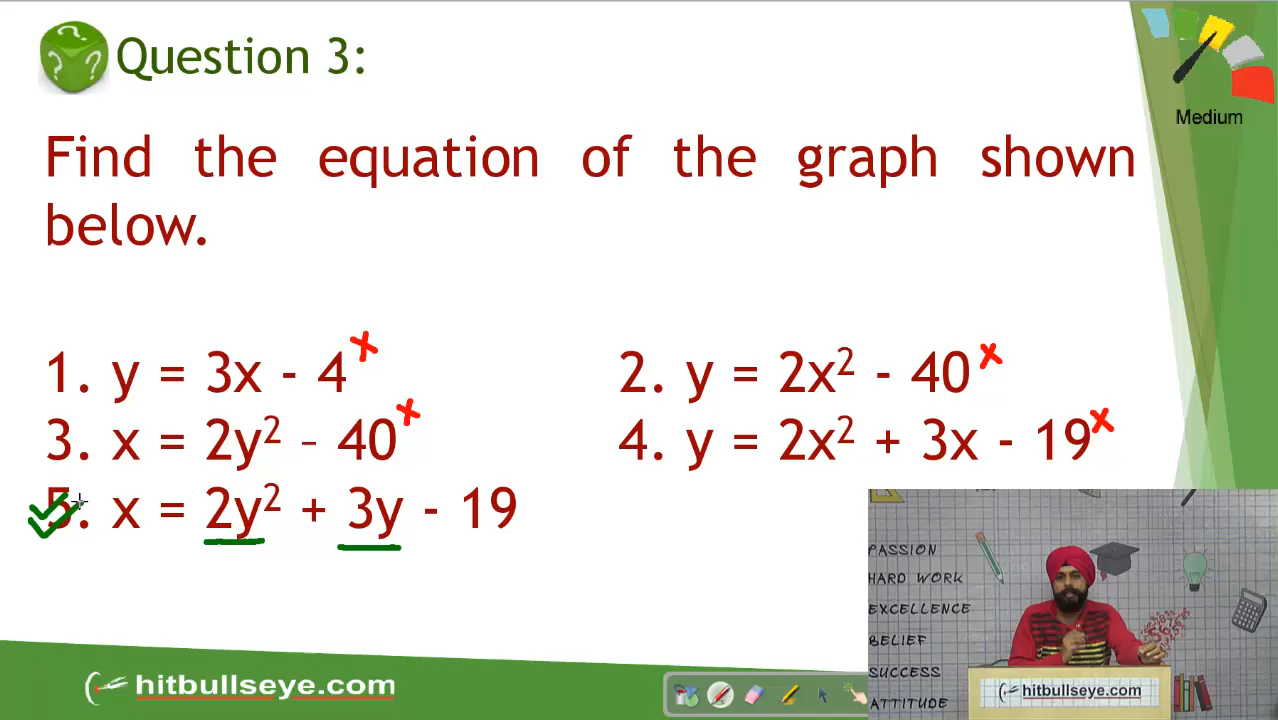 Question 3:
Medium
Find the equation of the graph shown
below.
1. y = 3x - 4
2. y = 2x² - 40
3. x = 2y² – 40
4. y = 2x² + 3x - 19
5. x = 2y² + 3y - 19
PASSION
HARD WORK
EXCELLENCE
BELIEF
SUCCESS
ATTITUDE
hitbullseye.com
hitbullseye.com